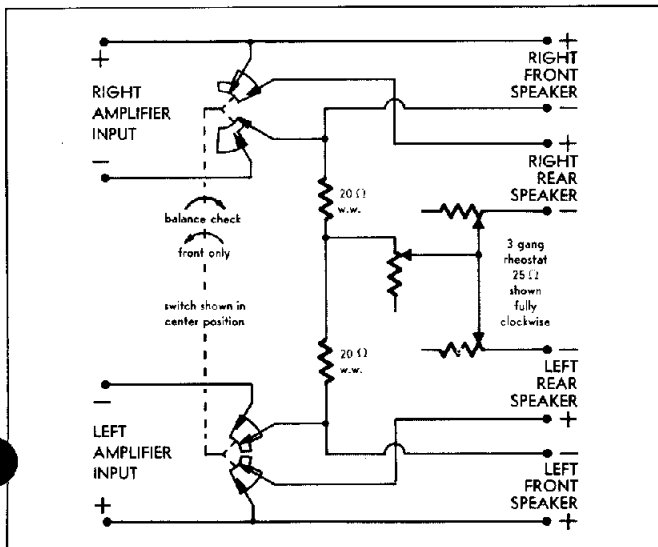 +
RIGHT
AMPLIFIER
INPUT
−
balance check
front only
switch shown in
center position
−
LEFT
AMPLIFIER
INPUT
+
20 Ω
w.w.
20 Ω
w.w.
+
RIGHT
FRONT
SPEAKER
−
+
RIGHT
REAR
SPEAKER
−
3 gang
rheostat
25 Ω
shown
fully
clockwise
−
LEFT
REAR
SPEAKER
+
−
LEFT
FRONT
SPEAKER
+